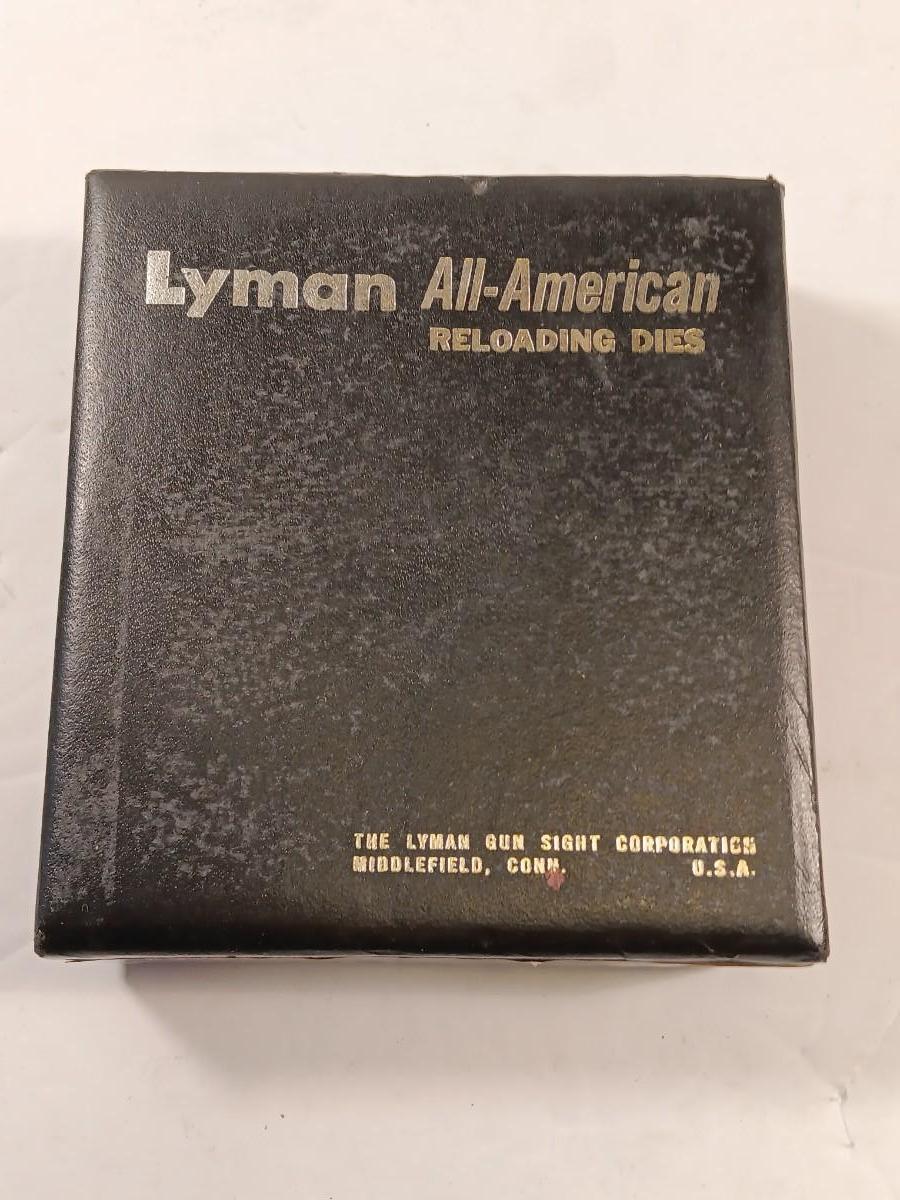 Lyman All-American
RELOADING DIES
THE LYMAN GUN SIGHT CORPORATION
MIDDLEFIELD, CONN. U.S.A.